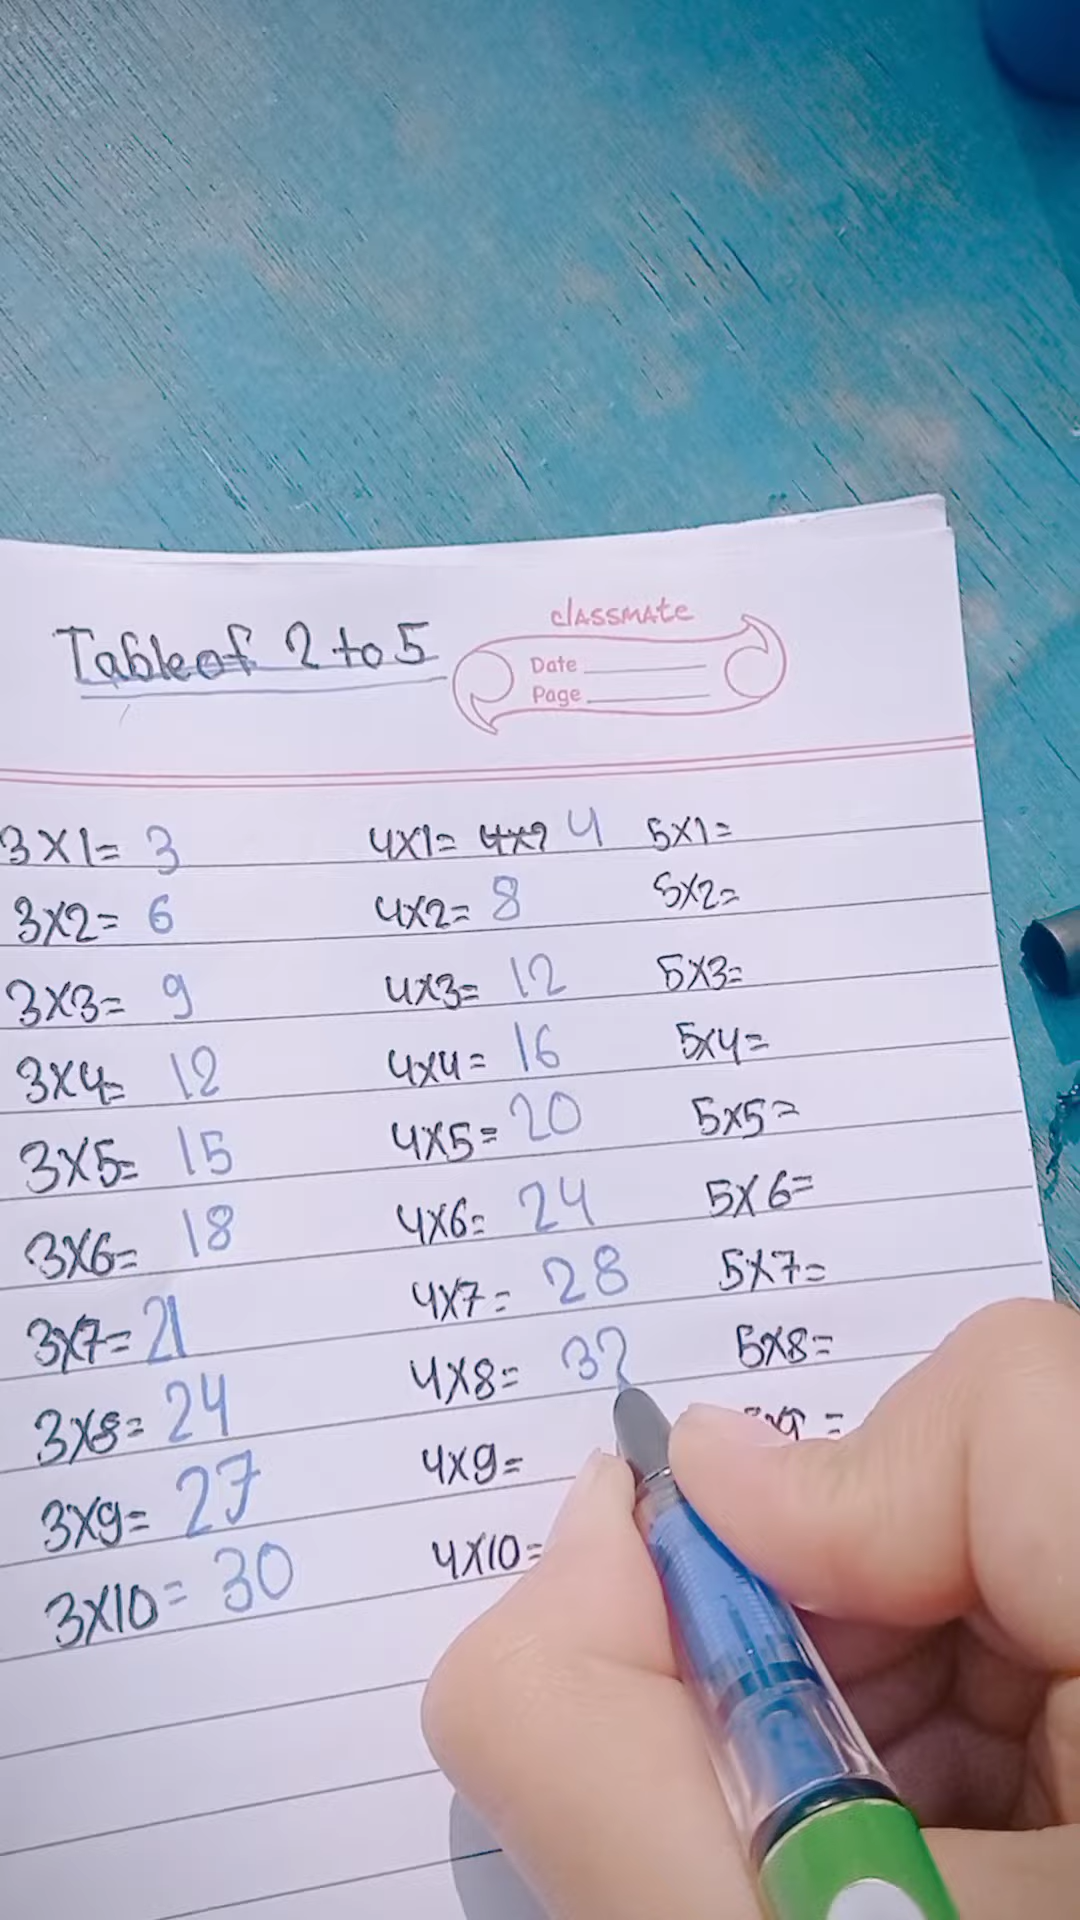 Table of 2 to 5
classmate
Date
Page
3x1= 3
3x2= 6
3x3= 9
3x4= 12
3x5= 15
3x6= 18
3x7= 21
3x8= 24
3x9= 27
3x10= 30
4x1= 4
4x2= 8
4x3= 12
4x4= 16
4x5= 20
4x6= 24
4x7= 28
4x8= 32
4x9=
4x10=
5x1=
5x2=
5x3=
5x4=
5x5=
5x6=
5x7=
5x8=